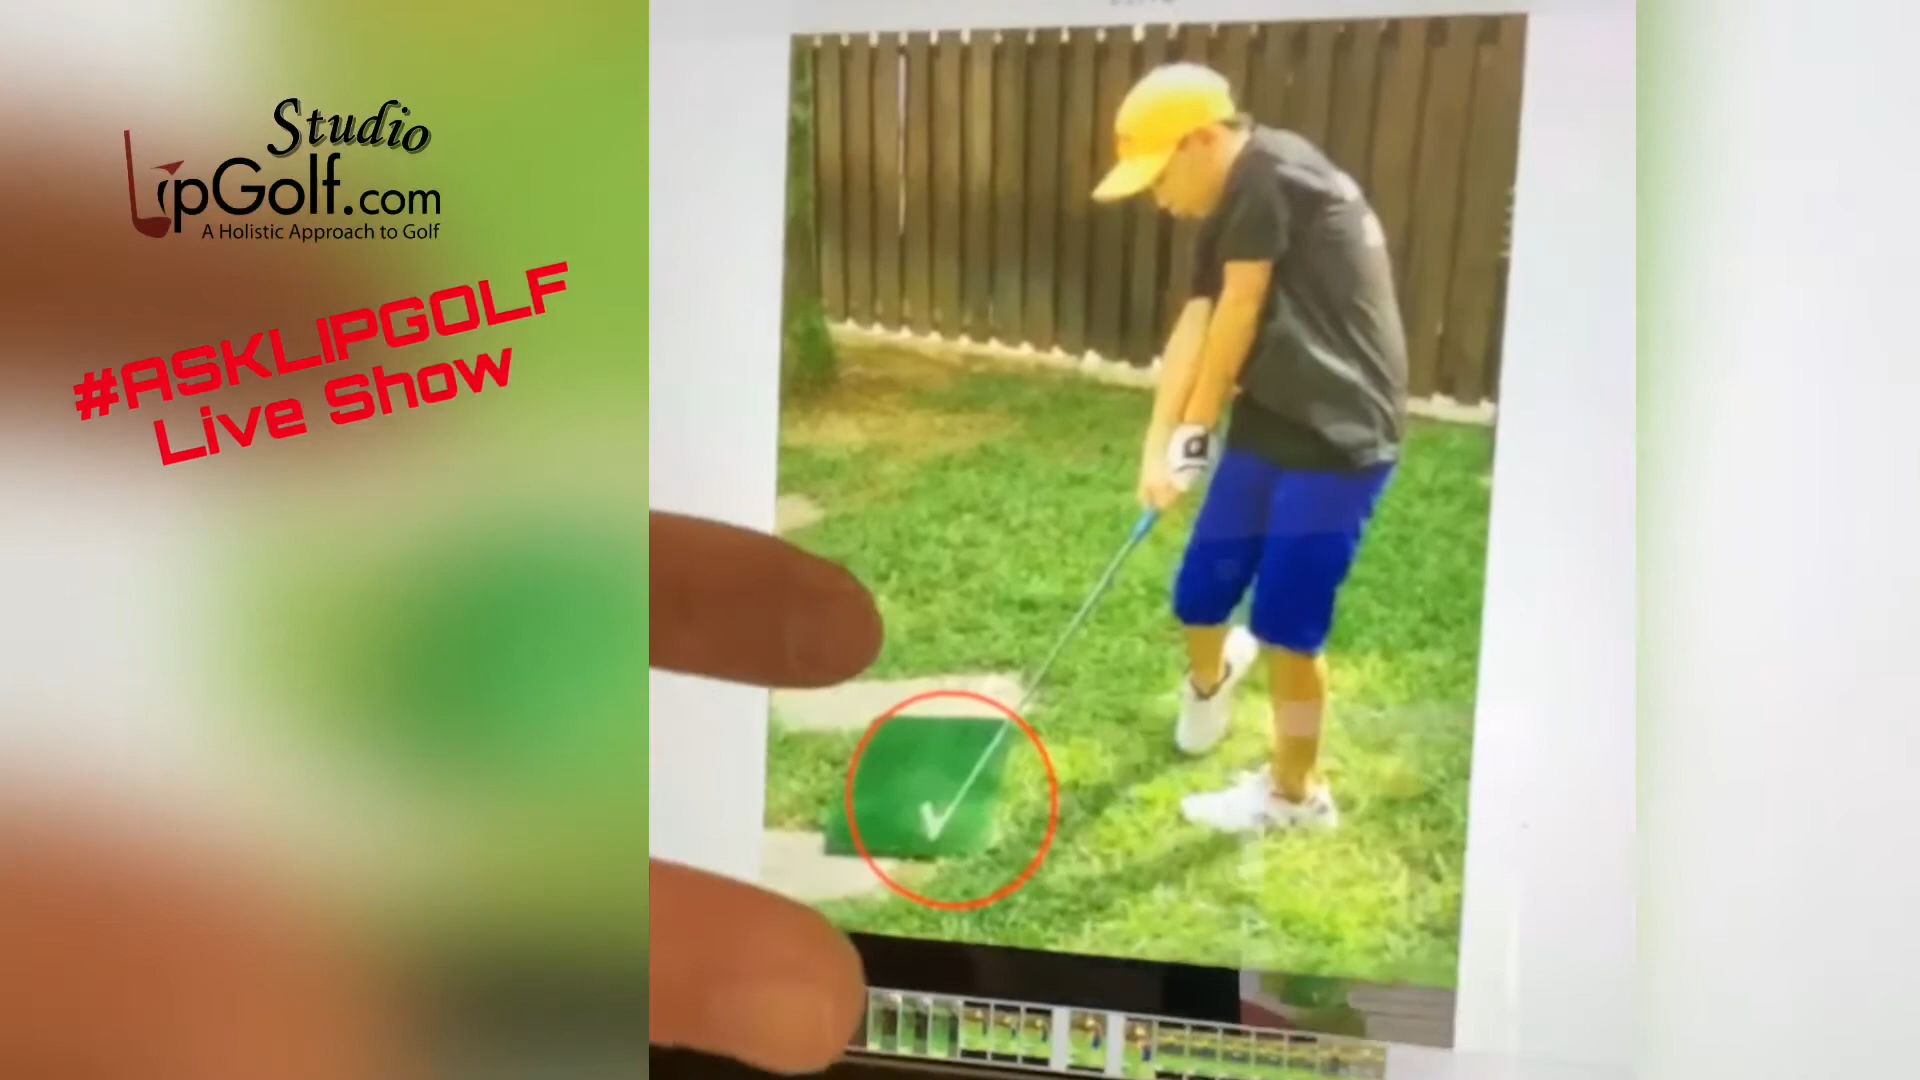 Studio
LipGolf.com
A Holistic Approach to Golf
#ASKLIPGOLF
Live Show